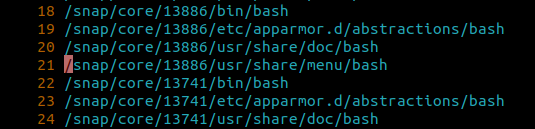 18 /snap/core/13886/bin/bash
19 /snap/core/13886/etc/apparmor.d/abstractions/bash
20 /snap/core/13886/usr/share/doc/bash
21 /snap/core/13886/usr/share/menu/bash
22 /snap/core/13741/bin/bash
23 /snap/core/13741/etc/apparmor.d/abstractions/bash
24 /snap/core/13741/usr/share/doc/bash